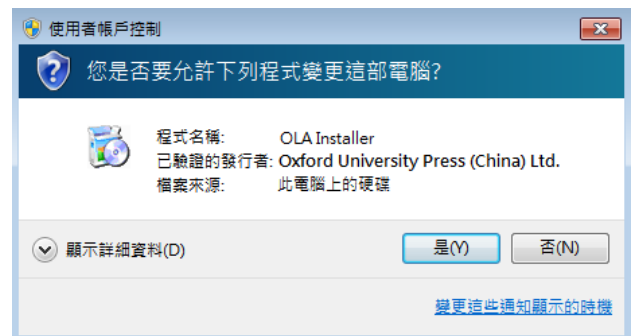 使用者帳戶控制
您是否要允許下列程式變更這部電腦?
程式名稱: OLA Installer
已驗證的發行者: Oxford University Press (China) Ltd.
檔案來源: 此電腦上的硬碟
顯示詳細資料(D)
是(Y)
否(N)
變更這些通知顯示的時機